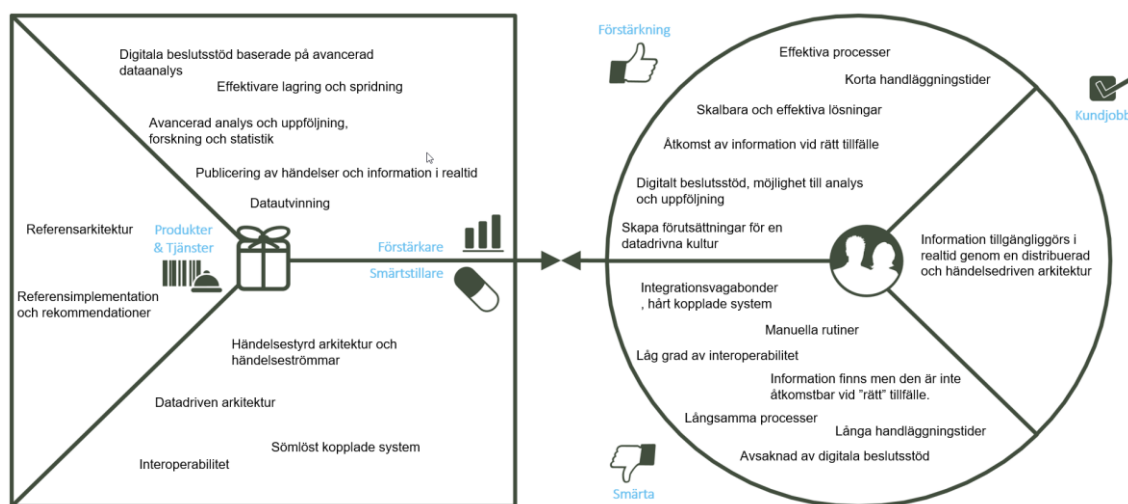 Digitala beslutsstöd baserade på avancerad
dataanalys
Effektivare lagring och spridning
Avancerad analys och uppföljning,
forskning och statistik
Publicering av händelser och information i realtid
Datautvinning
Referensarkitektur
Produkter
& Tjänster
Referensimplementation
och rekommendationer
Förstärkare
Smärtstillare
Händelsestyrd arkitektur och
händelseströmmar
Datadriven arkitektur
Sömlöst kopplade system
Interoperabilitet
Förstärkning
Effektiva processer
Korta handläggningstider
Skalbara och effektiva lösningar
Åtkomst av information vid rätt tillfälle
Digitalt beslutsstöd, möjlighet till analys
och uppföljning
Skapa förutsättningar för en
datadrivna kultur
Kundjobb
Information tillgängliggörs i
realtid genom en distribuerad
och händelsedriven arkitektur
Integrationsvagabonder
, hårt kopplade system
Manuella rutiner
Låg grad av interoperabilitet
Information finns men den är inte
åtkomstbar vid ”rätt” tillfälle.
Långsamma processer
Långa handläggningstider
Avsaknad av digitala beslutsstöd
Smärta